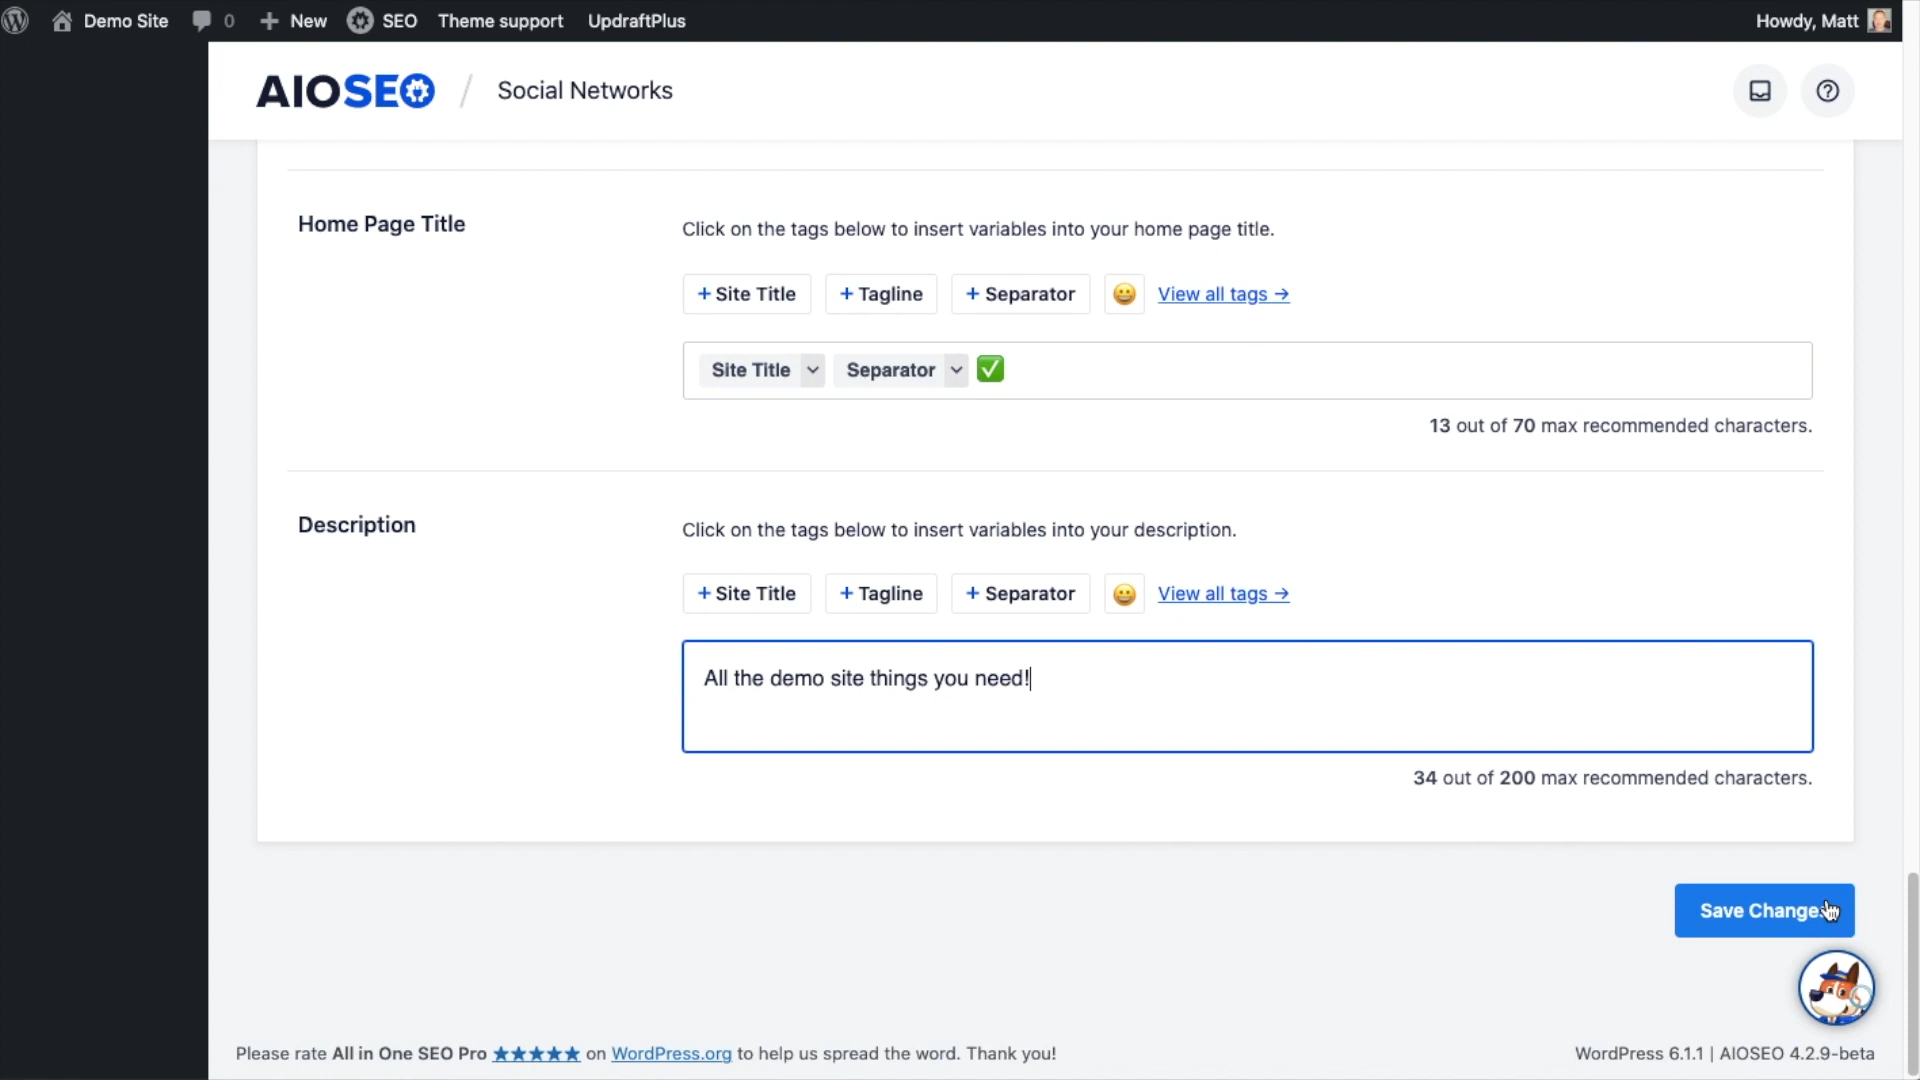 Demo Site 0 New SEO Theme support UpdraftPlus Howdy, Matt
AIOSEO / Social Networks
Home Page Title
Click on the tags below to insert variables into your home page title.
+ Site Title + Tagline + Separator 😀 View all tags →
Site Title Separator ✅
13 out of 70 max recommended characters.
Description
Click on the tags below to insert variables into your description.
+ Site Title + Tagline + Separator 😀 View all tags →
All the demo site things you need!
34 out of 200 max recommended characters.
Save Change
Please rate All in One SEO Pro ★★★★★ on WordPress.org to help us spread the word. Thank you! WordPress 6.1.1 | AIOSEO 4.2.9-beta